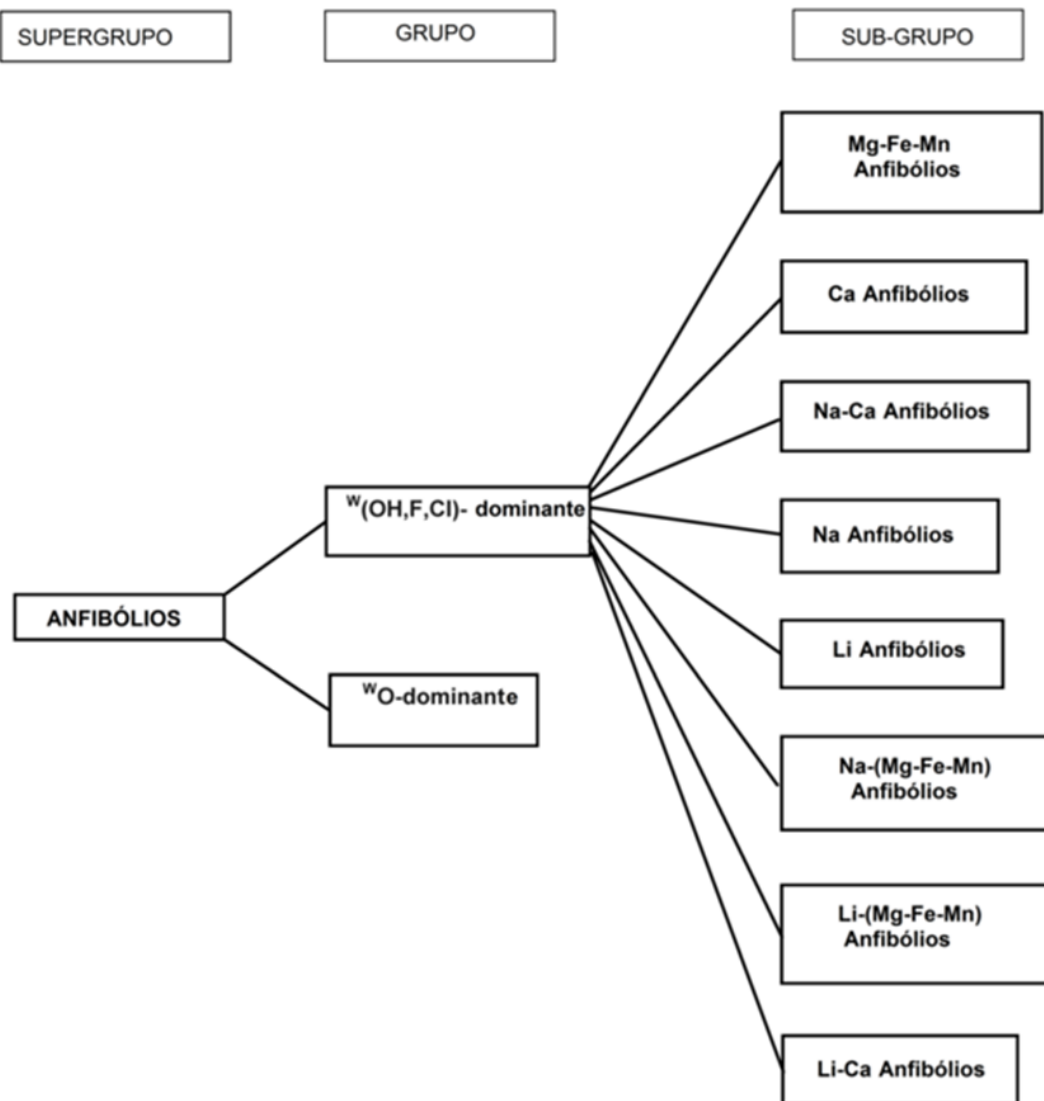 SUPERGRUPO
GRUPO
SUB-GRUPO
Mg-Fe-Mn
Anfibólios
Ca Anfibólios
Na-Ca Anfibólios
W(OH,F,Cl)- dominante
Na Anfibólios
ANFIBÓLIOS
Li Anfibólios
WO-dominante
Na-(Mg-Fe-Mn)
Anfibólios
Li-(Mg-Fe-Mn)
Anfibólios
Li-Ca Anfibólios